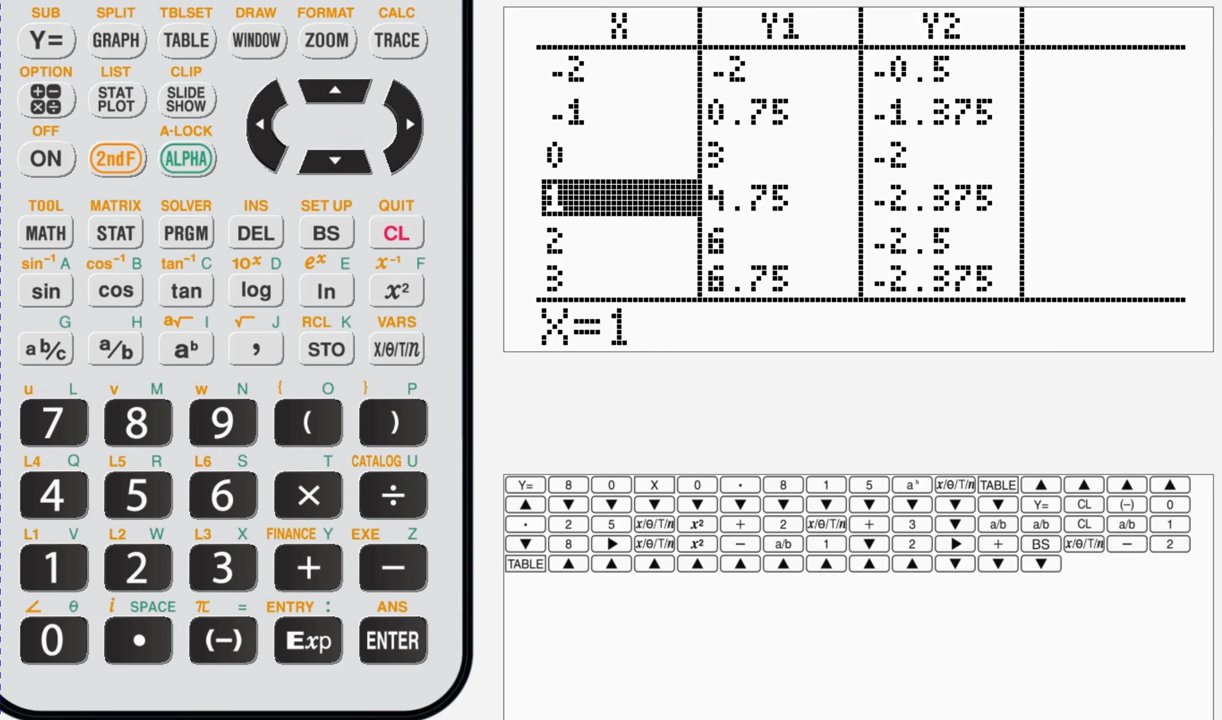 SUB SPLIT TBLSET DRAW FORMAT CALC
Y= GRAPH TABLE WINDOW ZOOM TRACE
OPTION LIST CLIP
STAT PLOT SLIDE SHOW
OFF A-LOCK
ON 2ndF ALPHA
TOOL MATRIX SOLVER INS SET UP QUIT
MATH STAT PRGM DEL BS CL
sin⁻¹ A cos⁻¹ B tan⁻¹ C 10ˣ D eˣ E x⁻¹ F
sin cos tan log ln x²
G H a√ I √ J RCL K VARS
a b/c a/b aᵇ , STO X/θ/T/n
u L v M w N { O } P
7 8 9 ( )
L4 Q L5 R L6 S T CATALOG U
4 5 6 × ÷
L1 V L2 W L3 X FINANCE Y EXE Z
1 2 3 + −
∠ θ i SPACE π = ENTRY : ANS
0 • (−) Exp ENTER
X Y1 Y2
-2 -2 -0.5
-1 0.75 -1.375
0 3 -2
1 4.75 -2.375
2 6 -2.5
3 6.75 -2.375
X=1
Y= 8 0 X 0 • 8 1 5 aᵇ x/θ/T/n TABLE ▲ ▲ ▲ ▲
▲ ▼ ▼ ▼ ▼ ▼ ▼ ▼ ▼ ▼ ▼ ▼ Y= CL (−) 0
• 2 5 x/θ/T/n x² + 2 x/θ/T/n + 3 ▼ a/b a/b CL a/b 1
▼ 8 ▶ x/θ/T/n x² − a/b 1 ▼ 2 ▶ + BS x/θ/T/n − 2
TABLE ▲ ▲ ▲ ▲ ▲ ▲ ▲ ▲ ▲ ▼ ▼ ▼